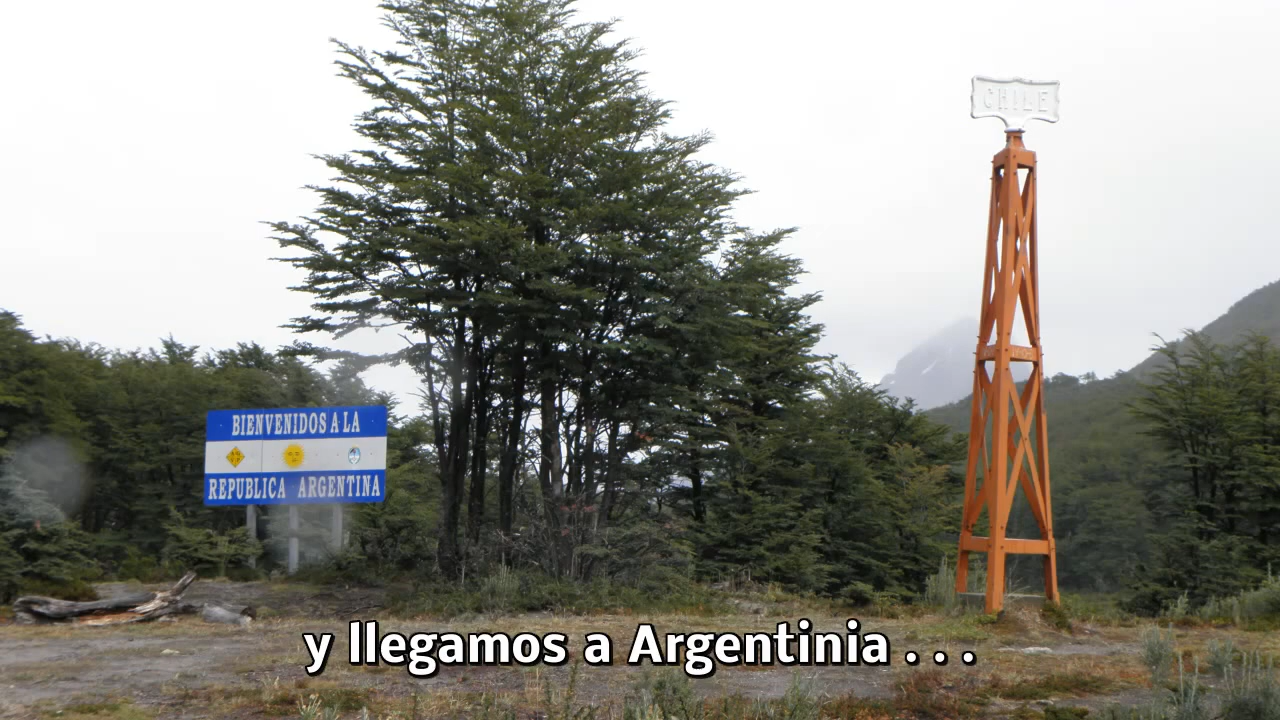 CHILE
BIENVENIDOS A LA
REPUBLICA ARGENTINA
y llegamos a Argentinia . . .